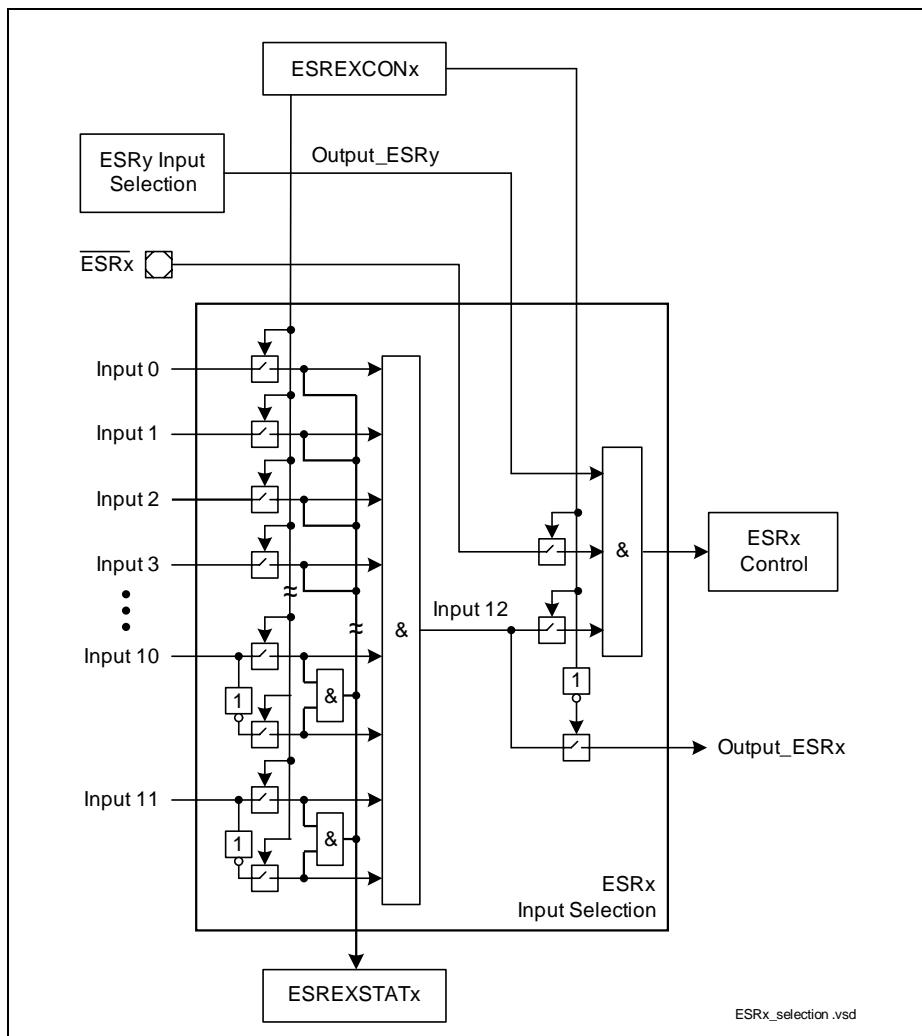 ESREXCONx
ESRy Input
Selection
Output_ESRy
ESRx
Input 0
Input 1
Input 2
Input 3
Input 10
Input 11
1
1
&
&
&
Input 12
&
1
ESRx
Control
Output_ESRx
ESRx
Input Selection
ESREXSTATx
ESRx_selection .vsd